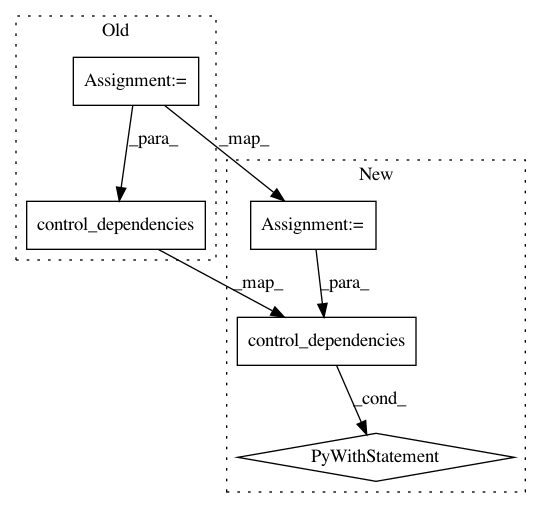 Old
Assignment:=
_para_
_map_
New
control_dependencies
Assignment:=
_map_
_para_
control_dependencies
_cond_
PyWithStatement